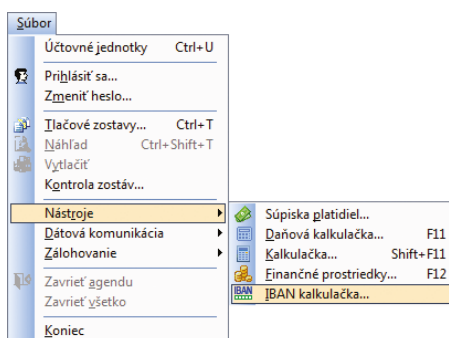 Súbor
Účtovné jednotky Ctrl+U
Prihlásiť sa...
Zmeniť heslo...
Tlačové zostavy... Ctrl+T
Náhľad Ctrl+Shift+T
Vytlačiť
Kontrola zostáv...
Nástroje
Dátová komunikácia
Zálohovanie
Zavrieť agendu
Zavrieť všetko
Koniec
Súpiska platidiel...
Daňová kalkulačka... F11
Kalkulačka... Shift+F11
Finančné prostriedky... F12
IBAN IBAN kalkulačka...